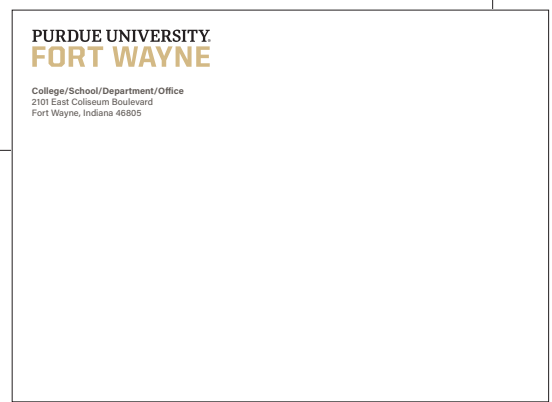 PURDUE UNIVERSITY®
FORT WAYNE
College/School/Department/Office
2101 East Coliseum Boulevard
Fort Wayne, Indiana 46805